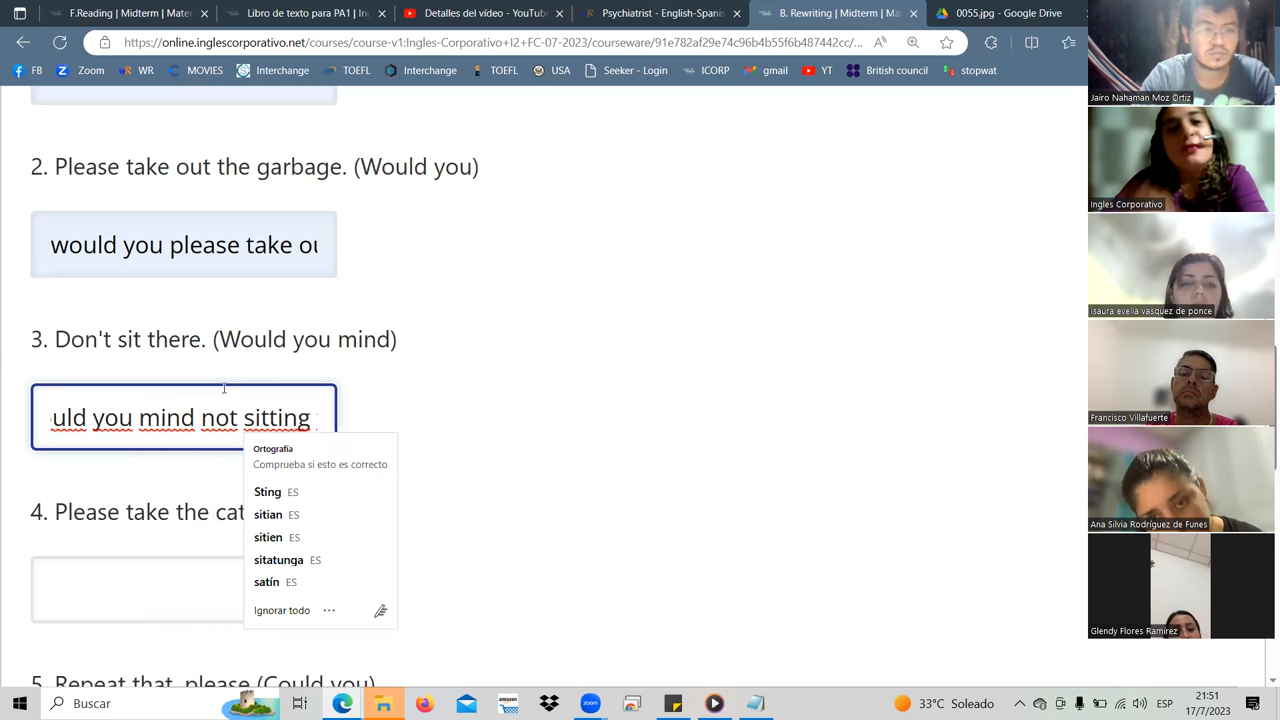 F.Reading | Midterm | Mater
Libro de texto para PA1 | Ing
Detalles del vídeo - YouTube
Psychiatrist - English-Spanis
B. Rewriting | Midterm | Mat
0055.jpg - Google Drive
https://online.inglescorporativo.net/courses/course-v1:Ingles-Corporativo+I2+FC-07-2023/courseware/91e782af29e74c96b4b55f6b487442cc/...
FB
Zoom
WR
MOVIES
Interchange
TOEFL
Interchange
TOEFL
USA
Seeker - Login
ICORP
gmail
YT
British council
stopwat
Jairo Nahaman Moz Ortiz
2. Please take out the garbage. (Would you)
would you please take ou
Ingles Corporativo
Isaura evelia vasquez de ponce
3. Don't sit there. (Would you mind)
uld you mind not sitting
Francisco Villafuerte
Ortografía
Comprueba si esto es correcto
Sting ES
sitian ES
sitien ES
sitatunga ES
satín ES
Ignorar todo ...
4. Please take the cat
Ana Silvia Rodríguez de Funes
Glendy Flores Ramírez
5. Repeat that, please (Could you)
Buscar
33°C Soleado
ESP
21:51
17/7/2023